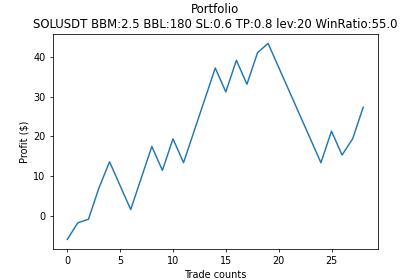 Portfolio
SOLUSDT BBM:2.5 BBL:180 SL:0.6 TP:0.8 lev:20 WinRatio:55.0
Profit ($)
40
30
20
10
0
0 5 10 15 20 25
Trade counts